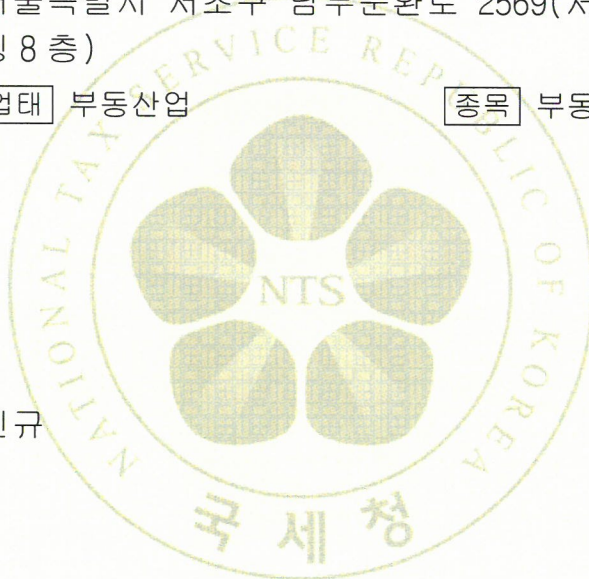 서울특별시 서초구 남부순환로 2569(서
빌딩 8 층)
업태 부동산업 종목 부동
NATIONAL TAX SERVICE REPUBLIC OF KOREA
NTS
신규
국세청